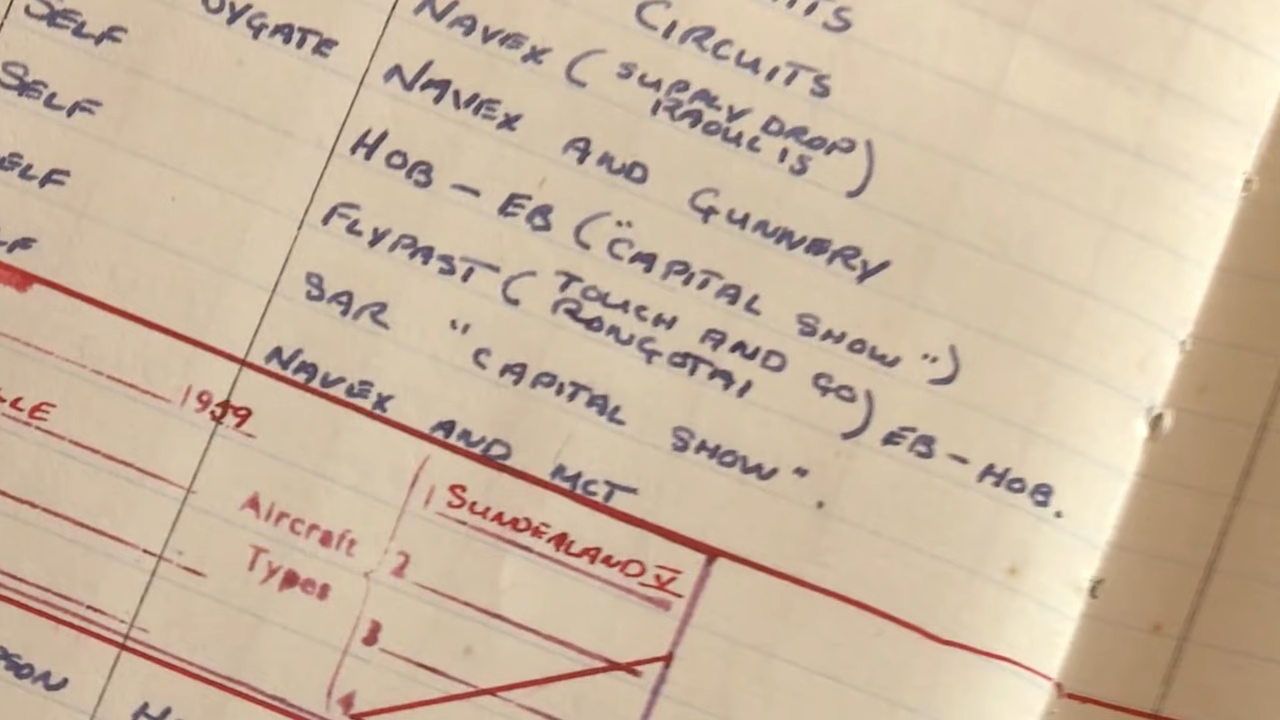 CIRCUITS
SELF
NAVEX (SUPPLY DROP RAOUL IS)
SELF
NAVEX AND GUNNERY
HOB - EB ("CAPITAL SHOW")
FLYPAST (TOUCH AND GO RONGOTAI) EB - HOB.
SAR "CAPITAL SHOW".
NAVEX AND MCT
1959
Aircraft Types
1 SUNDERLAND V
2
3
4